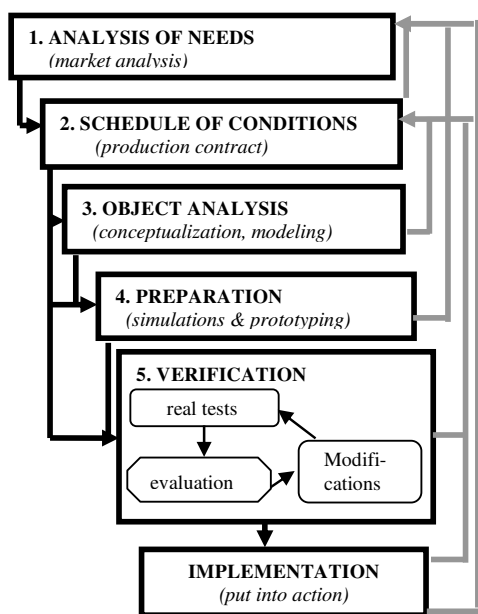 1. ANALYSIS OF NEEDS
(market analysis)
2. SCHEDULE OF CONDITIONS
(production contract)
3. OBJECT ANALYSIS
(conceptualization, modeling)
4. PREPARATION
(simulations & prototyping)
5. VERIFICATION
real tests
evaluation
Modifi-
cations
IMPLEMENTATION
(put into action)